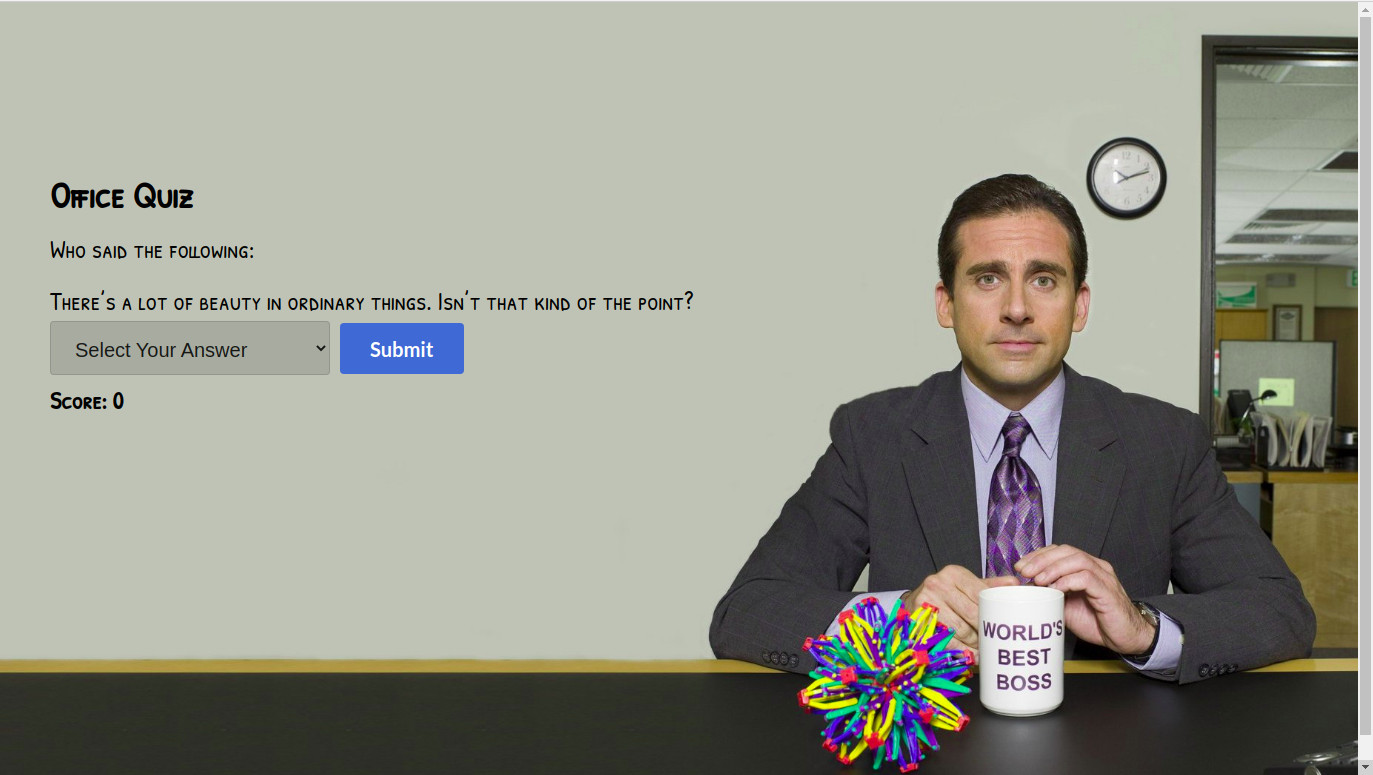 Office Quiz
Who said the following:
There's a lot of beauty in ordinary things. Isn't that kind of the point?
Select Your Answer
Submit
Score: 0
WORLD'S
BEST
BOSS